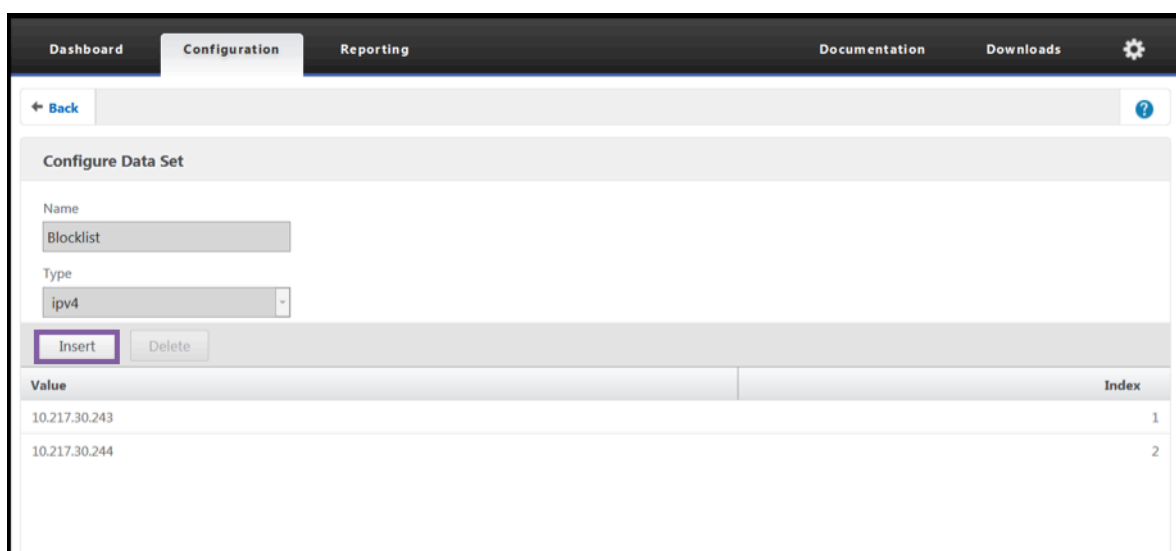 Dashboard Configuration Reporting Documentation Downloads
Back ?
Configure Data Set
Name
Blocklist
Type
ipv4
Insert Delete
Value Index
10.217.30.243 1
10.217.30.244 2